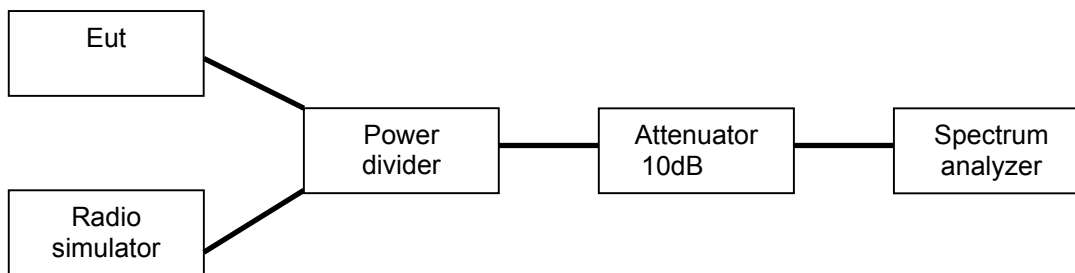 Eut
Power
divider
Attenuator
10dB
Spectrum
analyzer
Radio
simulator